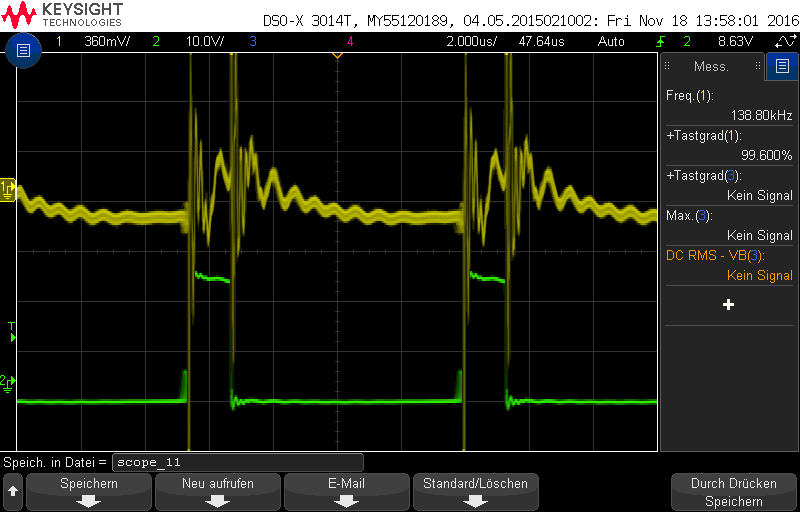 KEYSIGHT
TECHNOLOGIES
DSO-X 3014T, MY55120189, 04.05.2015021002: Fri Nov 18 13:58:01 2016
1 360mV/ 2 10.0V/ 3 4 2.000us/ 47.64us Auto 2 8.63V
Mess.
Freq.(1):
138.80kHz
+Tastgrad(1):
99.600%
+Tastgrad(3):
Kein Signal
Max.(3):
Kein Signal
DC RMS - VB(3):
Kein Signal
1
T
2
Speich. in Datei = scope_11
Speichern
Neu aufrufen
E-Mail
Standard/Löschen
Durch Drücken
Speichern